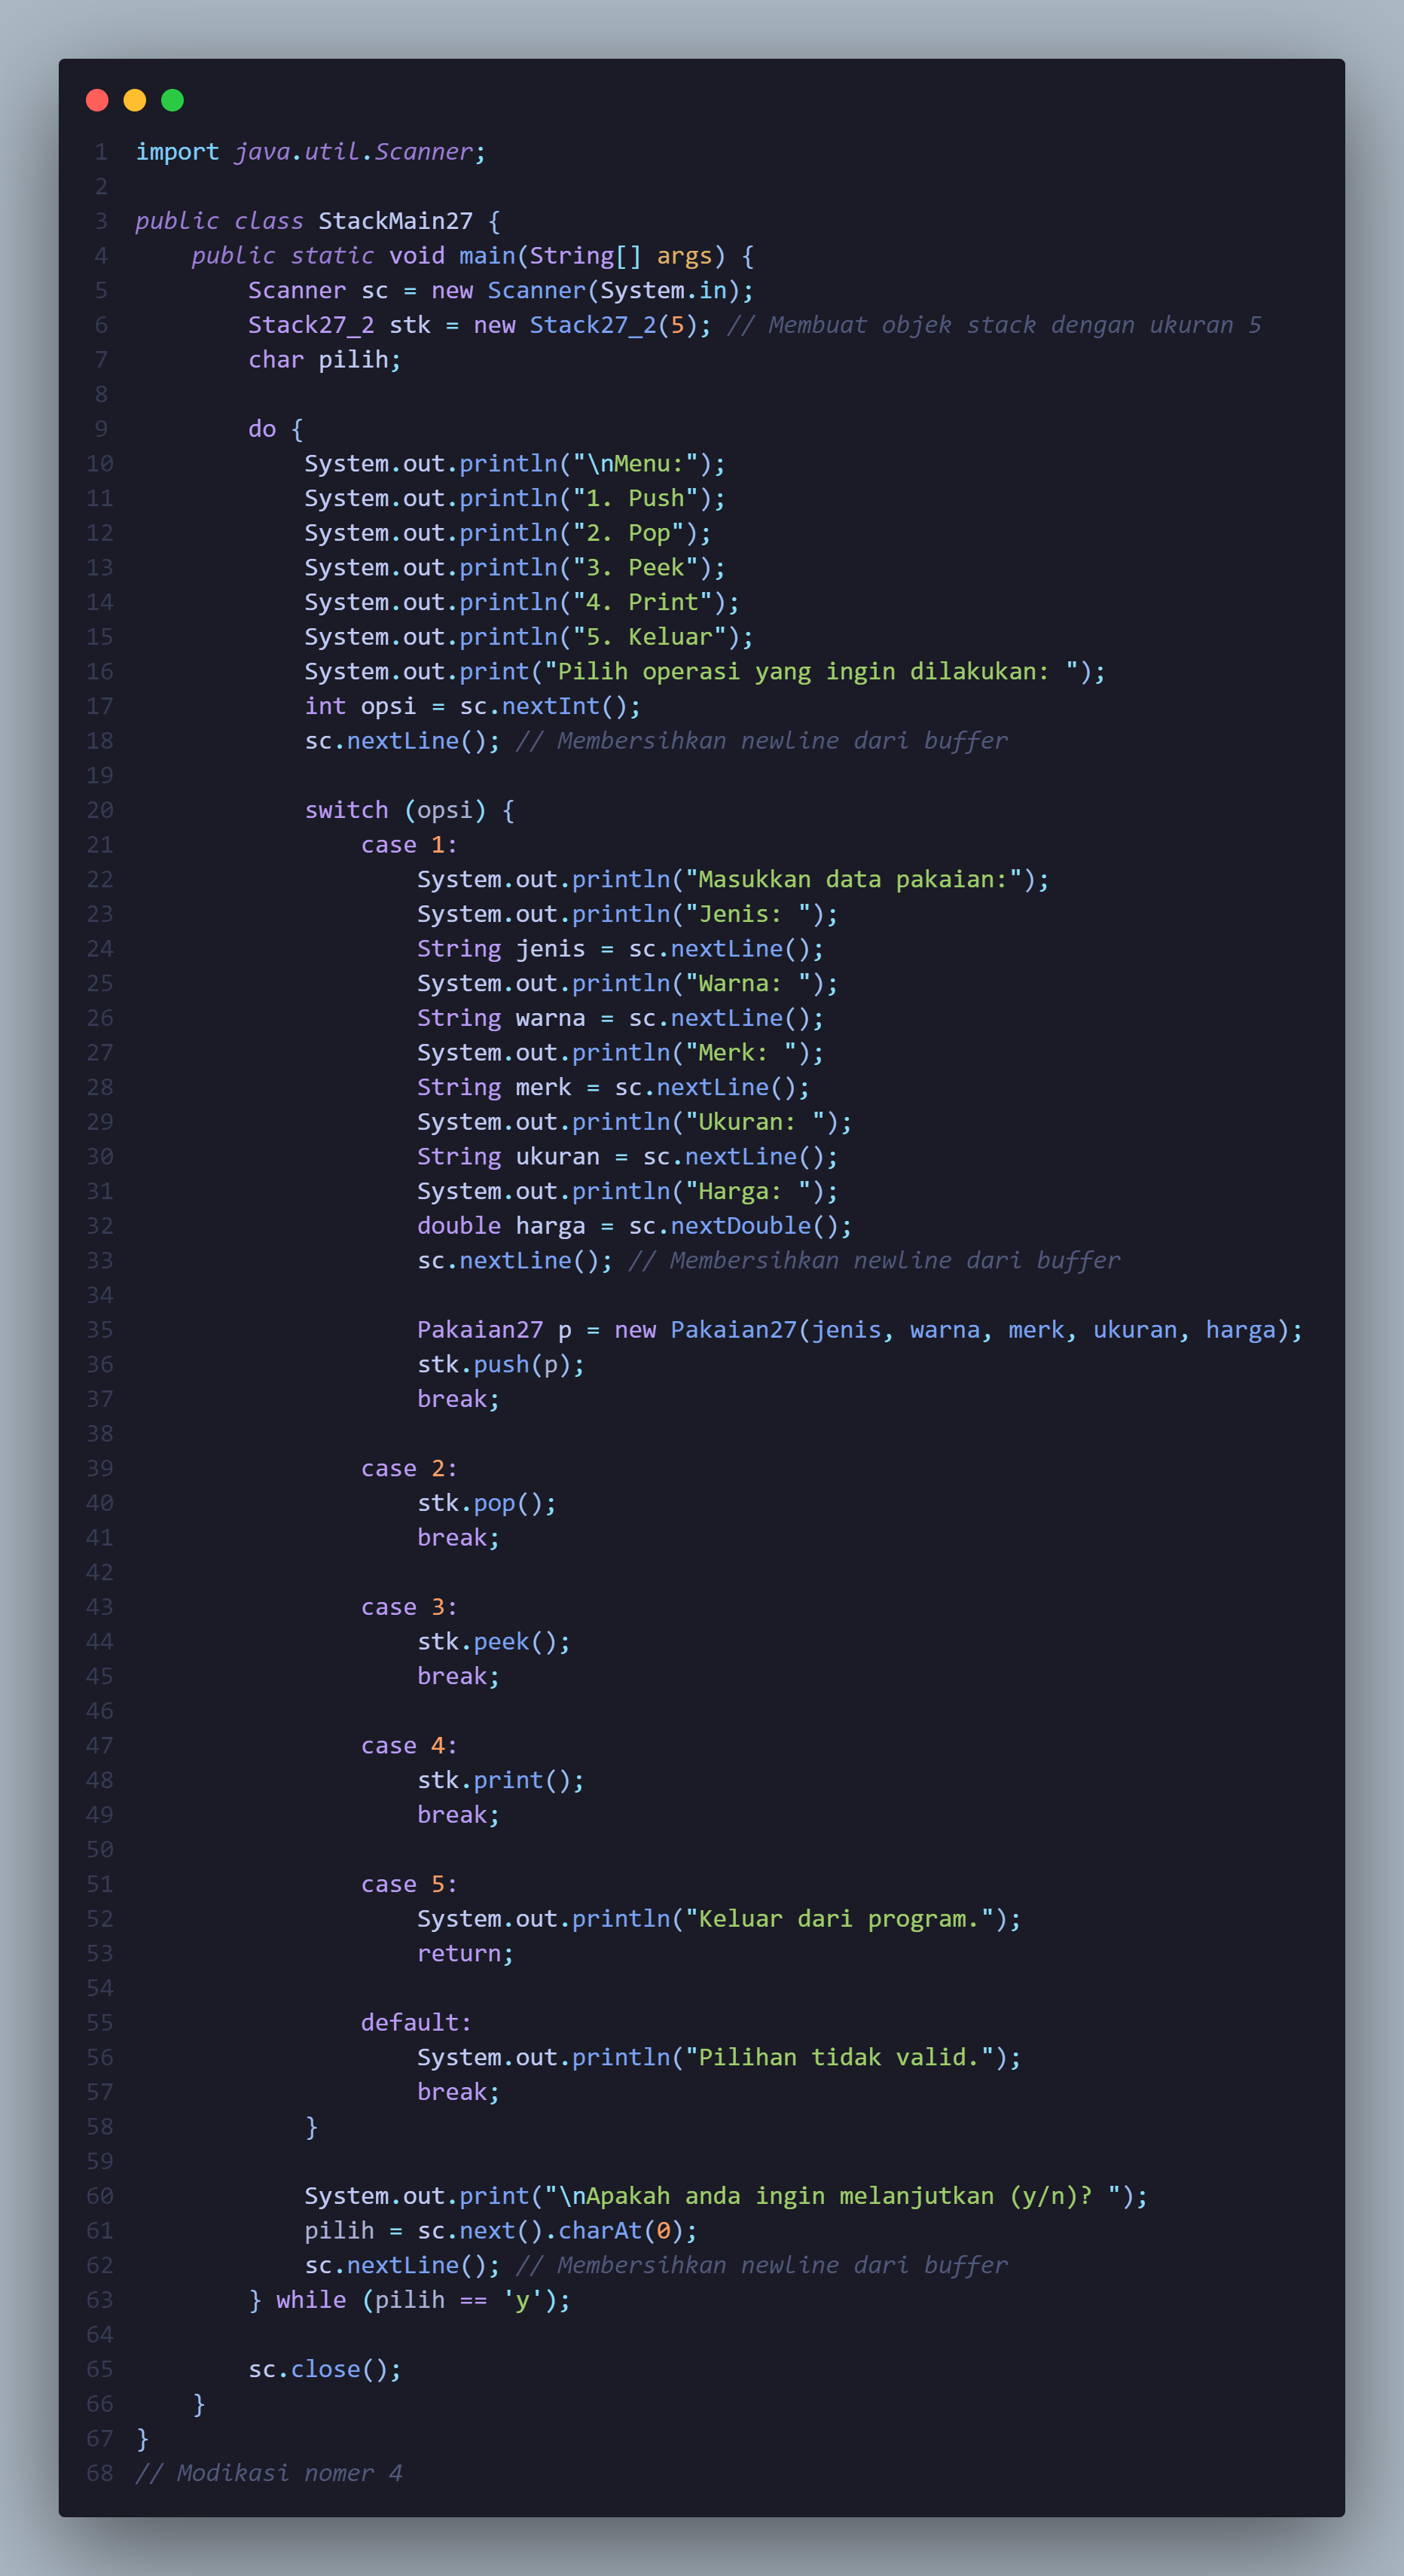 1 import java.util.Scanner;
2
3 public class StackMain27 {
4     public static void main(String[] args) {
5         Scanner sc = new Scanner(System.in);
6         Stack27_2 stk = new Stack27_2(5); // Membuat objek stack dengan ukuran 5
7         char pilih;
8
9         do {
10             System.out.println("\nMenu:");
11             System.out.println("1. Push");
12             System.out.println("2. Pop");
13             System.out.println("3. Peek");
14             System.out.println("4. Print");
15             System.out.println("5. Keluar");
16             System.out.print("Pilih operasi yang ingin dilakukan: ");
17             int opsi = sc.nextInt();
18             sc.nextLine(); // Membersihkan newline dari buffer
19
20             switch (opsi) {
21                 case 1:
22                     System.out.println("Masukkan data pakaian:");
23                     System.out.println("Jenis: ");
24                     String jenis = sc.nextLine();
25                     System.out.println("Warna: ");
26                     String warna = sc.nextLine();
27                     System.out.println("Merk: ");
28                     String merk = sc.nextLine();
29                     System.out.println("Ukuran: ");
30                     String ukuran = sc.nextLine();
31                     System.out.println("Harga: ");
32                     double harga = sc.nextDouble();
33                     sc.nextLine(); // Membersihkan newline dari buffer
34
35                     Pakaian27 p = new Pakaian27(jenis, warna, merk, ukuran, harga);
36                     stk.push(p);
37                     break;
38
39                 case 2:
40                     stk.pop();
41                     break;
42
43                 case 3:
44                     stk.peek();
45                     break;
46
47                 case 4:
48                     stk.print();
49                     break;
50
51                 case 5:
52                     System.out.println("Keluar dari program.");
53                     return;
54
55                 default:
56                     System.out.println("Pilihan tidak valid.");
57                     break;
58             }
59
60             System.out.print("\nApakah anda ingin melanjutkan (y/n)? ");
61             pilih = sc.next().charAt(0);
62             sc.nextLine(); // Membersihkan newline dari buffer
63         } while (pilih == 'y');
64
65         sc.close();
66     }
67 }
68 // Modikasi nomer 4